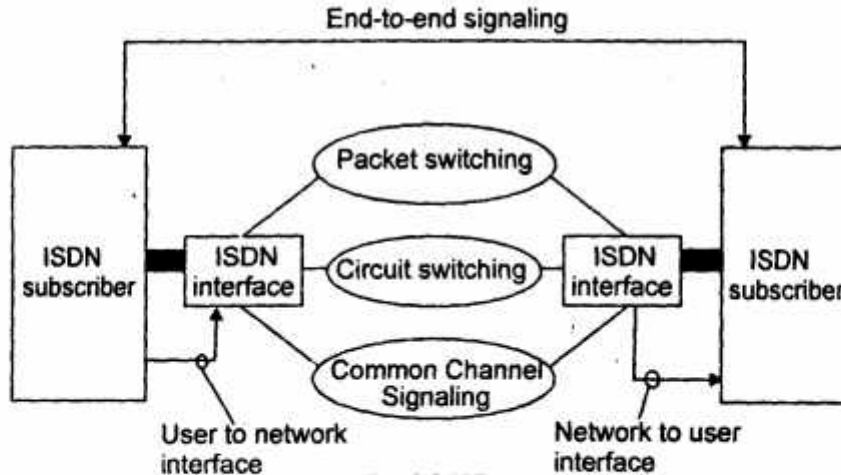 End-to-end signaling
Packet switching
ISDN
subscriber
ISDN
interface
Circuit switching
ISDN
interface
ISDN
subscriber
Common Channel
Signaling
User to network
interface
Network to user
interface